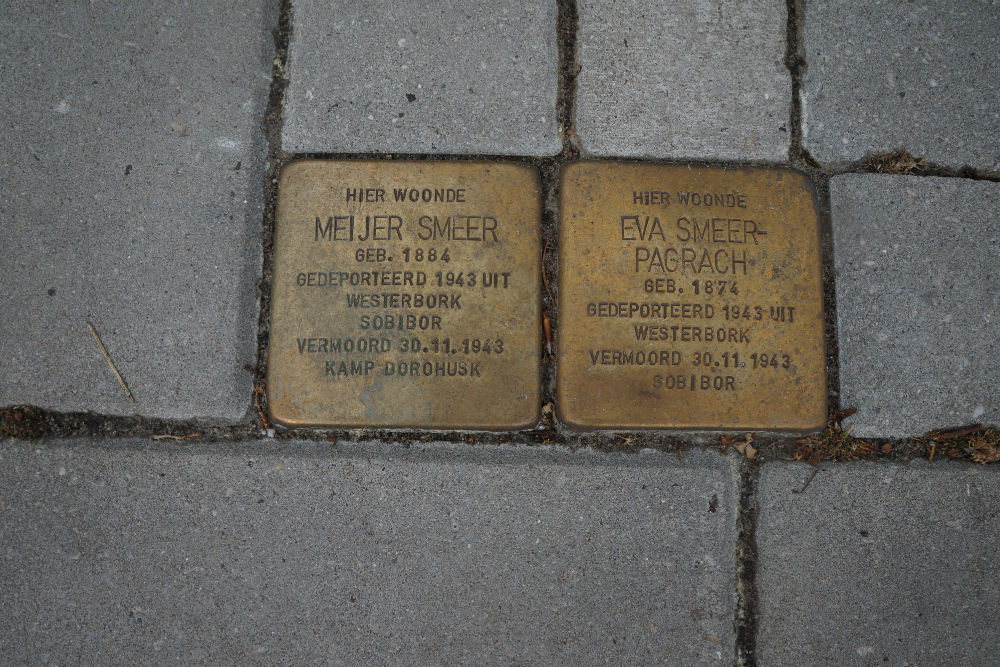 HIER WOONDE
MEIJER SMEER
GEB. 1884
GEDEPORTEERD 1943 UIT
WESTERBORK
SOBIBOR
VERMOORD 30.11.1943
KAMP DOROHUSK
HIER WOONDE
EVA SMEER-
PAGRACH
GEB. 1874
GEDEPORTEERD 1943 UIT
WESTERBORK
VERMOORD 30.11.1943
SOBIBOR